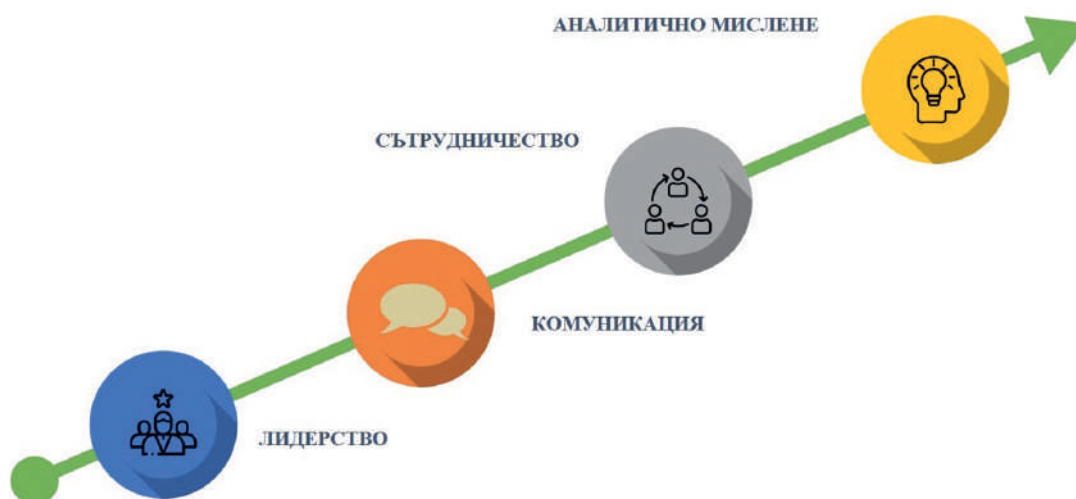 АНАЛИТИЧНО МИСЛЕНЕ
СЪТРУДНИЧЕСТВО
КОМУНИКАЦИЯ
ЛИДЕРСТВО